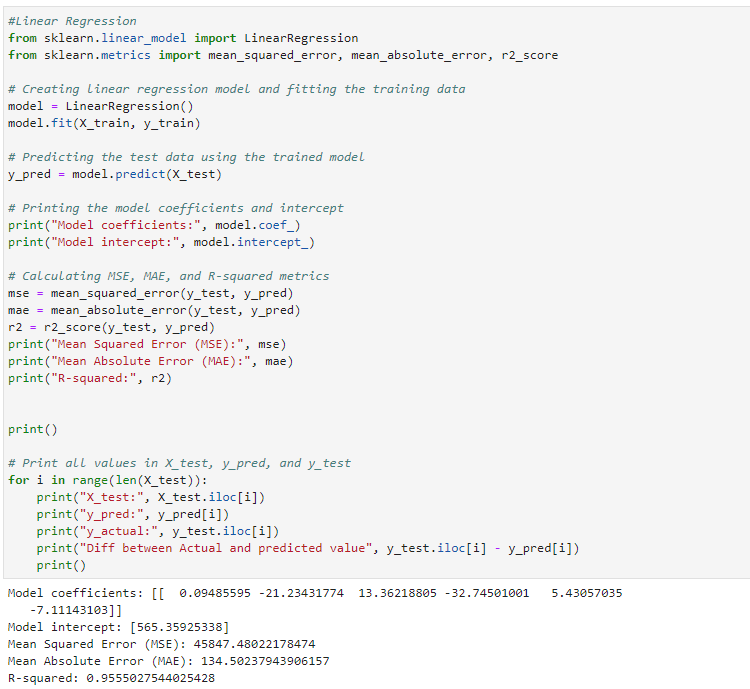 #Linear Regression
from sklearn.linear_model import LinearRegression
from sklearn.metrics import mean_squared_error, mean_absolute_error, r2_score
# Creating linear regression model and fitting the training data
model = LinearRegression()
model.fit(X_train, y_train)
# Predicting the test data using the trained model
y_pred = model.predict(X_test)
# Printing the model coefficients and intercept
print("Model coefficients:", model.coef_)
print("Model intercept:", model.intercept_)
# Calculating MSE, MAE, and R-squared metrics
mse = mean_squared_error(y_test, y_pred)
mae = mean_absolute_error(y_test, y_pred)
r2 = r2_score(y_test, y_pred)
print("Mean Squared Error (MSE):", mse)
print("Mean Absolute Error (MAE):", mae)
print("R-squared:", r2)
print()
# Print all values in X_test, y_pred, and y_test
for i in range(len(X_test)):
    print("X_test:", X_test.iloc[i])
    print("y_pred:", y_pred[i])
    print("y_actual:", y_test.iloc[i])
    print("Diff between Actual and predicted value", y_test.iloc[i] - y_pred[i])
    print()
Model coefficients: [[  0.09485595 -21.23431774  13.36218805 -32.74501001   5.43057035
   -7.11143103]]
Model intercept: [565.35925338]
Mean Squared Error (MSE): 45847.48022178474
Mean Absolute Error (MAE): 134.50237943906157
R-squared: 0.9555027544025428